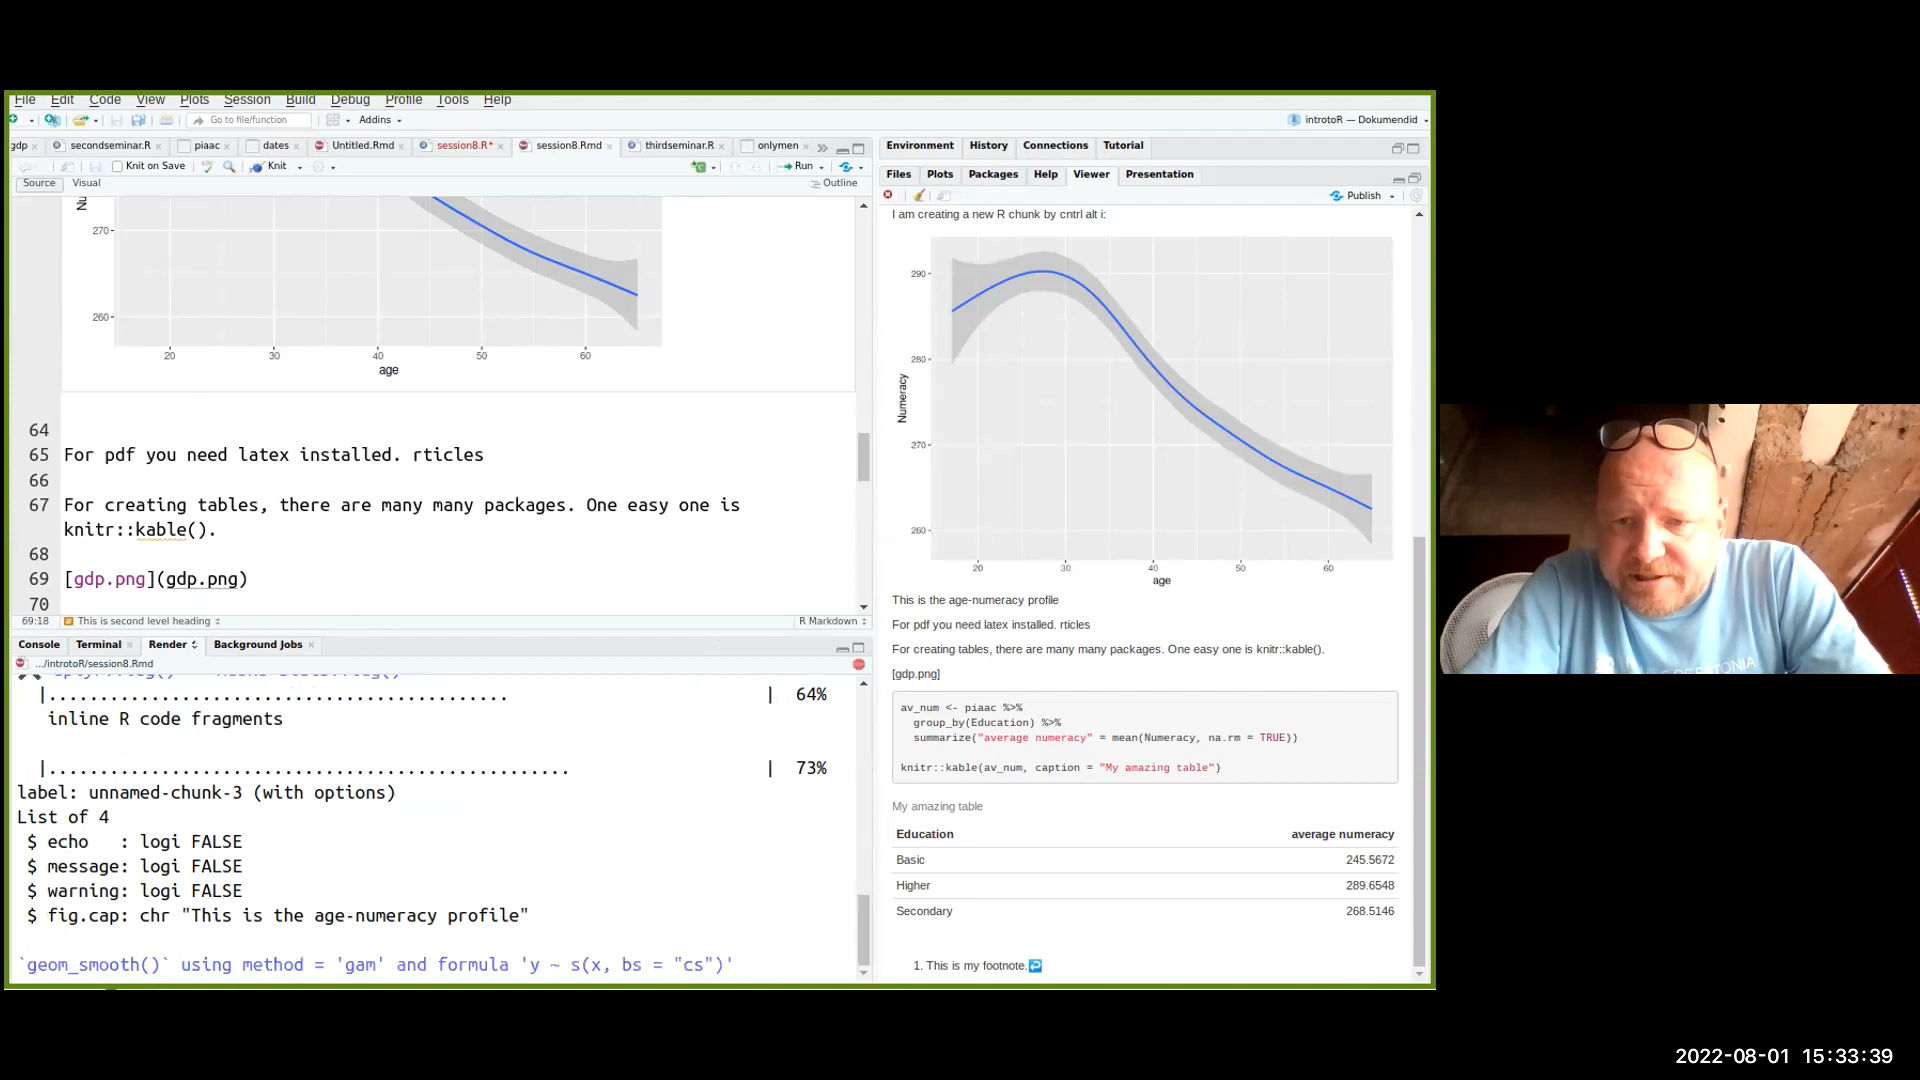 File Edit Code View Plots Session Build Debug Profile Tools Help
Go to file/function Addins
introtoR — Dokumendid
gdp secondseminar.R piaac dates Untitled.Rmd session8.R* session8.Rmd thirdseminar.R onlymen
Knit on Save Knit Run
Source Visual Outline
270
260
20 30 40 50 60
age
64
65 For pdf you need latex installed. rticles
66
67 For creating tables, there are many many packages. One easy one is
knitr::kable().
68
69 [gdp.png](gdp.png)
70
69:18 This is second level heading R Markdown
Console Terminal Render Background Jobs
.../introtoR/session8.Rmd
|............................................. | 64%
inline R code fragments
|................................................... | 73%
label: unnamed-chunk-3 (with options)
List of 4
$ echo : logi FALSE
$ message: logi FALSE
$ warning: logi FALSE
$ fig.cap: chr "This is the age-numeracy profile"
`geom_smooth()` using method = 'gam' and formula 'y ~ s(x, bs = "cs")'
Environment History Connections Tutorial
Files Plots Packages Help Viewer Presentation
Publish
I am creating a new R chunk by cntrl alt i:
290
280
270
260
Numeracy
20 30 40 50 60
age
This is the age-numeracy profile
For pdf you need latex installed. rticles
For creating tables, there are many many packages. One easy one is knitr::kable().
[gdp.png]
av_num <- piaac %>%
group_by(Education) %>%
summarize("average numeracy" = mean(Numeracy, na.rm = TRUE))
knitr::kable(av_num, caption = "My amazing table")
My amazing table
Education average numeracy
Basic 245.5672
Higher 289.6548
Secondary 268.5146
1. This is my footnote.
2022-08-01 15:33:39